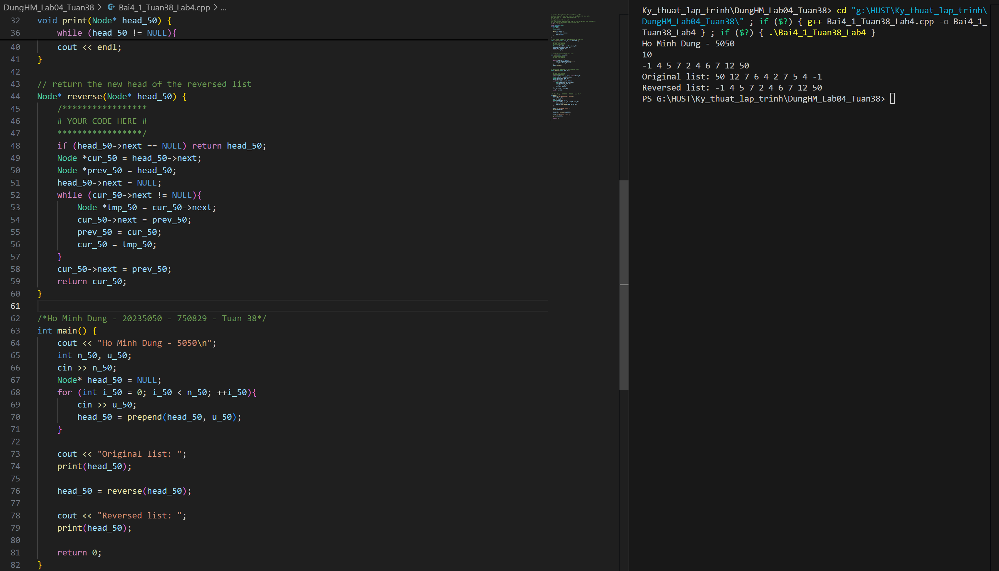 DungHM_Lab04_Tuan38 > Bai4_1_Tuan38_Lab4.cpp > ...
32 void print(Node* head_50) {
36     while (head_50 != NULL){
40     cout << endl;
41 }
42
43 // return the new head of the reversed list
44 Node* reverse(Node* head_50) {
45     /*****************
46     # YOUR CODE HERE #
47     *****************/
48     if (head_50->next == NULL) return head_50;
49     Node *cur_50 = head_50->next;
50     Node *prev_50 = head_50;
51     head_50->next = NULL;
52     while (cur_50->next != NULL){
53         Node *tmp_50 = cur_50->next;
54         cur_50->next = prev_50;
55         prev_50 = cur_50;
56         cur_50 = tmp_50;
57     }
58     cur_50->next = prev_50;
59     return cur_50;
60 }
61
62 /*Ho Minh Dung - 20235050 - 750829 - Tuan 38*/
63 int main() {
64     cout << "Ho Minh Dung - 5050\n";
65     int n_50, u_50;
66     cin >> n_50;
67     Node* head_50 = NULL;
68     for (int i_50 = 0; i_50 < n_50; ++i_50){
69         cin >> u_50;
70         head_50 = prepend(head_50, u_50);
71     }
72
73     cout << "Original list: ";
74     print(head_50);
75
76     head_50 = reverse(head_50);
77
78     cout << "Reversed list: ";
79     print(head_50);
80
81     return 0;
82 }
Ky_thuat_lap_trinh\DungHM_Lab04_Tuan38> cd "g:\HUST\Ky_thuat_lap_trinh\
DungHM_Lab04_Tuan38\" ; if ($?) { g++ Bai4_1_Tuan38_Lab4.cpp -o Bai4_1_
Tuan38_Lab4 } ; if ($?) { .\Bai4_1_Tuan38_Lab4 }
Ho Minh Dung - 5050
10
-1 4 5 7 2 4 6 7 12 50
Original list: 50 12 7 6 4 2 7 5 4 -1
Reversed list: -1 4 5 7 2 4 6 7 12 50
PS G:\HUST\Ky_thuat_lap_trinh\DungHM_Lab04_Tuan38>